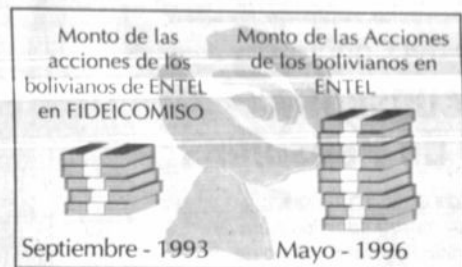 Monto de las
acciones de los
bolivianos de ENTEL
en FIDEICOMISO
Septiembre - 1993
Monto de las Acciones
de los bolivianos en
ENTEL
Mayo - 1996